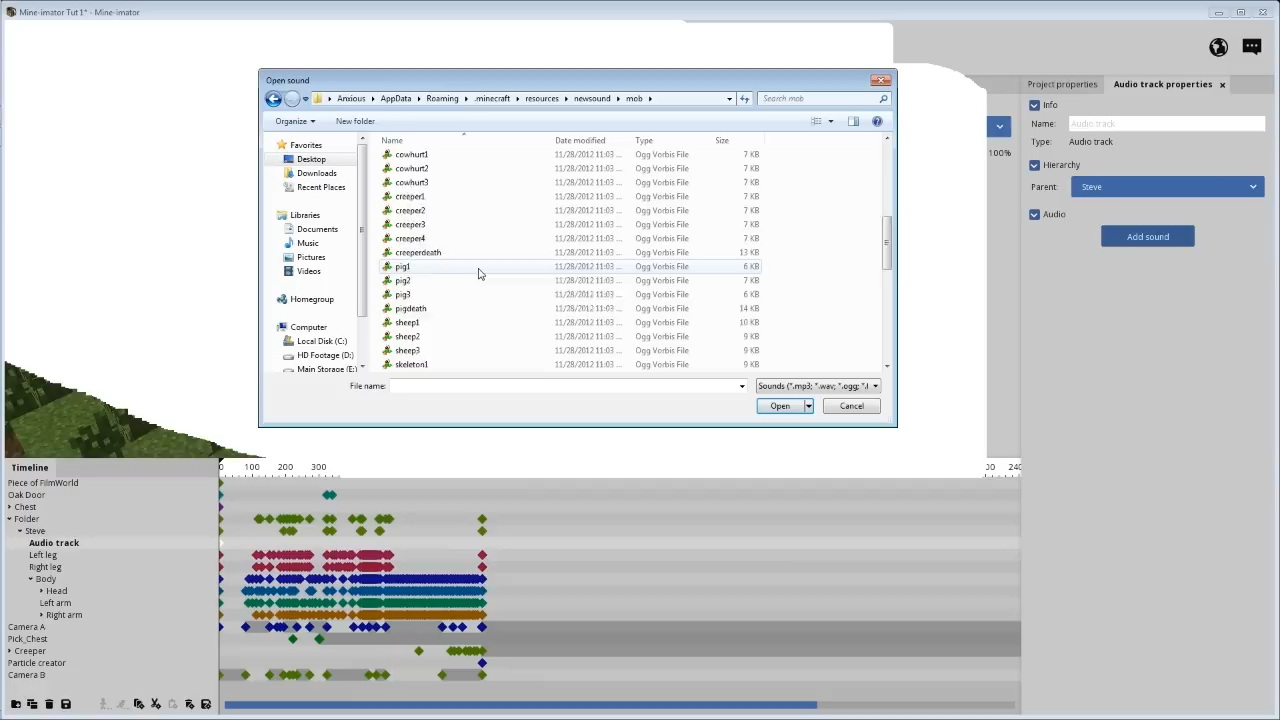 Mine-imator Tut 1* - Mine-imator
Open sound
Anxious AppData Roaming .minecraft resources newsound mob
Search mob
Organize New folder
Favorites
Desktop
Downloads
Recent Places
Libraries
Documents
Music
Pictures
Videos
Homegroup
Computer
Local Disk (C:)
HD Footage (D:)
Main Storage (E:)
Name Date modified Type Size
cowhurt1 11/28/2012 11:03 ... Ogg Vorbis File 7 KB
cowhurt2 11/28/2012 11:03 ... Ogg Vorbis File 7 KB
cowhurt3 11/28/2012 11:03 ... Ogg Vorbis File 7 KB
creeper1 11/28/2012 11:03 ... Ogg Vorbis File 7 KB
creeper2 11/28/2012 11:03 ... Ogg Vorbis File 7 KB
creeper3 11/28/2012 11:03 ... Ogg Vorbis File 7 KB
creeper4 11/28/2012 11:03 ... Ogg Vorbis File 7 KB
creeperdeath 11/28/2012 11:03 ... Ogg Vorbis File 13 KB
pig1 11/28/2012 11:03 ... Ogg Vorbis File 6 KB
pig2 11/28/2012 11:03 ... Ogg Vorbis File 7 KB
pig3 11/28/2012 11:03 ... Ogg Vorbis File 6 KB
pigdeath 11/28/2012 11:03 ... Ogg Vorbis File 14 KB
sheep1 11/28/2012 11:03 ... Ogg Vorbis File 10 KB
sheep2 11/28/2012 11:03 ... Ogg Vorbis File 9 KB
sheep3 11/28/2012 11:03 ... Ogg Vorbis File 9 KB
skeleton1 11/28/2012 11:03 ... Ogg Vorbis File 9 KB
File name: Sounds (*.mp3; *.wav; *.ogg; *.l
Open Cancel
100%
Project properties Audio track properties
Info
Name: Audio track
Type: Audio track
Hierarchy
Parent: Steve
Audio
Add sound
Timeline
0 100 200 300 00 240
Piece of FilmWorld
Oak Door
Chest
Folder
Steve
Audio track
Left leg
Right leg
Body
Head
Left arm
Right arm
Camera A
Pick_Chest
Creeper
Particle creator
Camera B